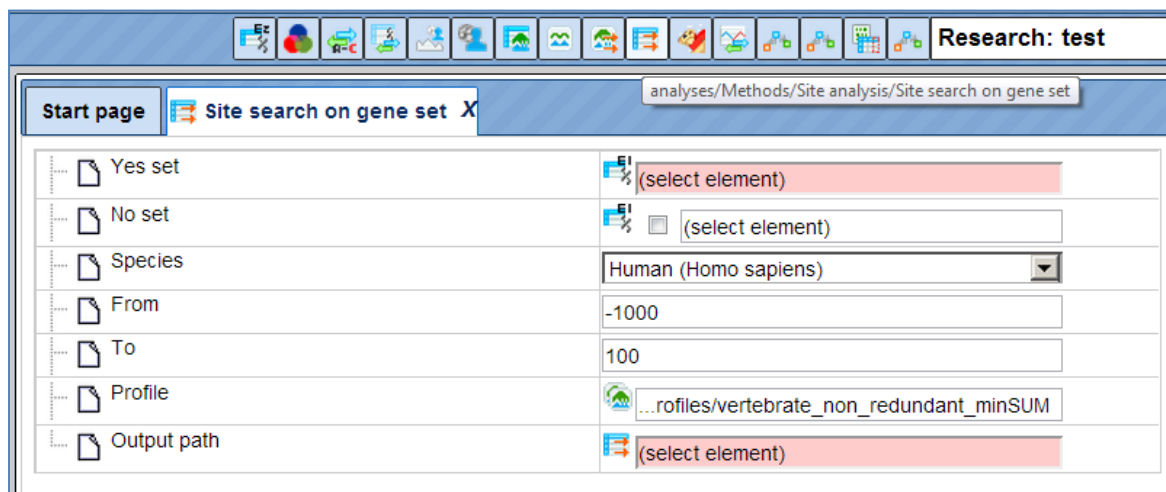 Research: test
analyses/Methods/Site analysis/Site search on gene set
Start page
Site search on gene set X
Yes set
(select element)
No set
(select element)
Species
Human (Homo sapiens)
From
-1000
To
100
Profile
...rofiles/vertebrate_non_redundant_minSUM
Output path
(select element)